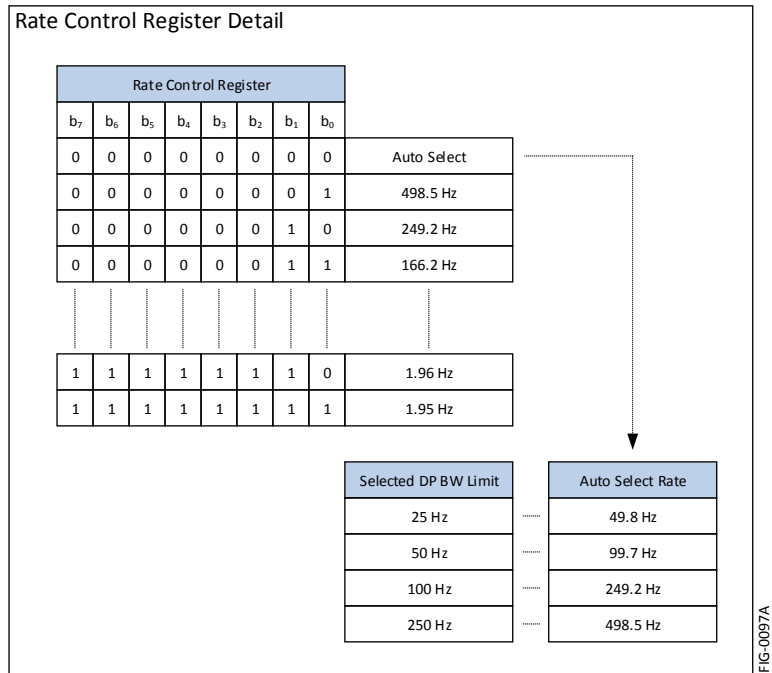 Rate Control Register Detail
Rate Control Register
b₇ b₆ b₅ b₄ b₃ b₂ b₁ b₀
0 0 0 0 0 0 0 0 Auto Select
0 0 0 0 0 0 0 1 498.5 Hz
0 0 0 0 0 0 1 0 249.2 Hz
0 0 0 0 0 0 1 1 166.2 Hz
1 1 1 1 1 1 1 0 1.96 Hz
1 1 1 1 1 1 1 1 1.95 Hz
Selected DP BW Limit Auto Select Rate
25 Hz 49.8 Hz
50 Hz 99.7 Hz
100 Hz 249.2 Hz
250 Hz 498.5 Hz
FIG-0097A